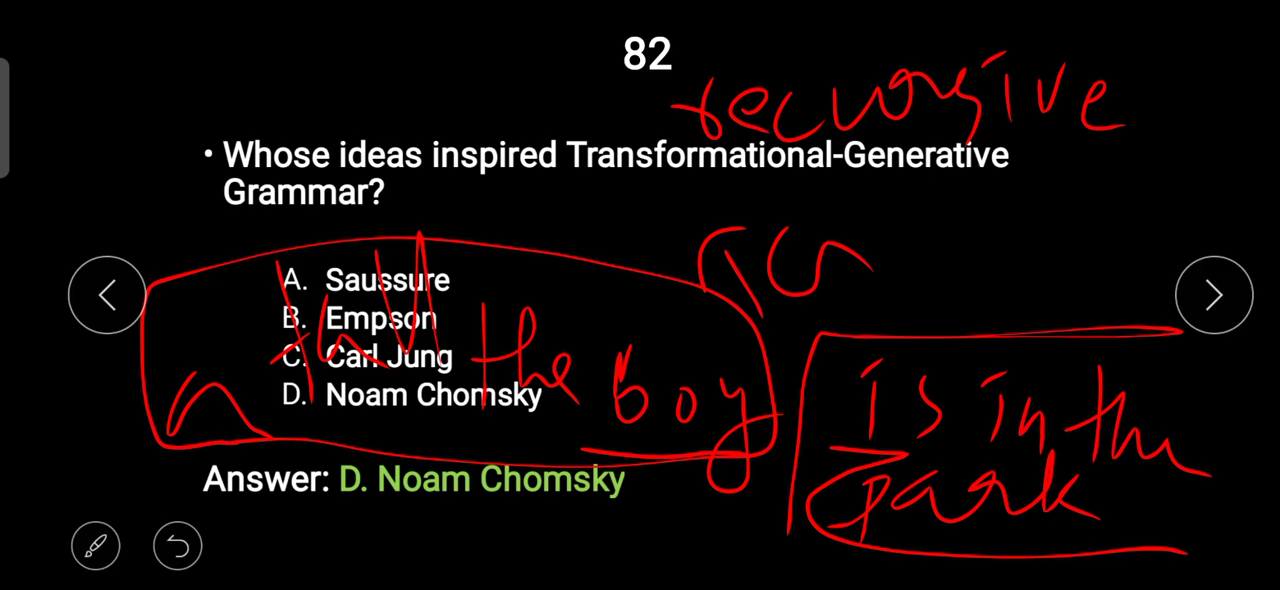 82
recursive
• Whose ideas inspired Transformational-Generative
Grammar?
TG
A. Saussure
B. Empson
C. Carl Jung
D. Noam Chomsky
the boy
is in the
park
Answer: D. Noam Chomsky